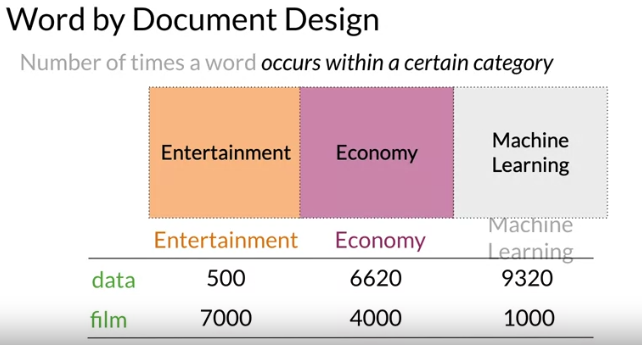 Word by Document Design
Number of times a word occurs within a certain category
Entertainment Economy Machine
Learning
Entertainment Economy Machine
Learning
data 500 6620 9320
film 7000 4000 1000